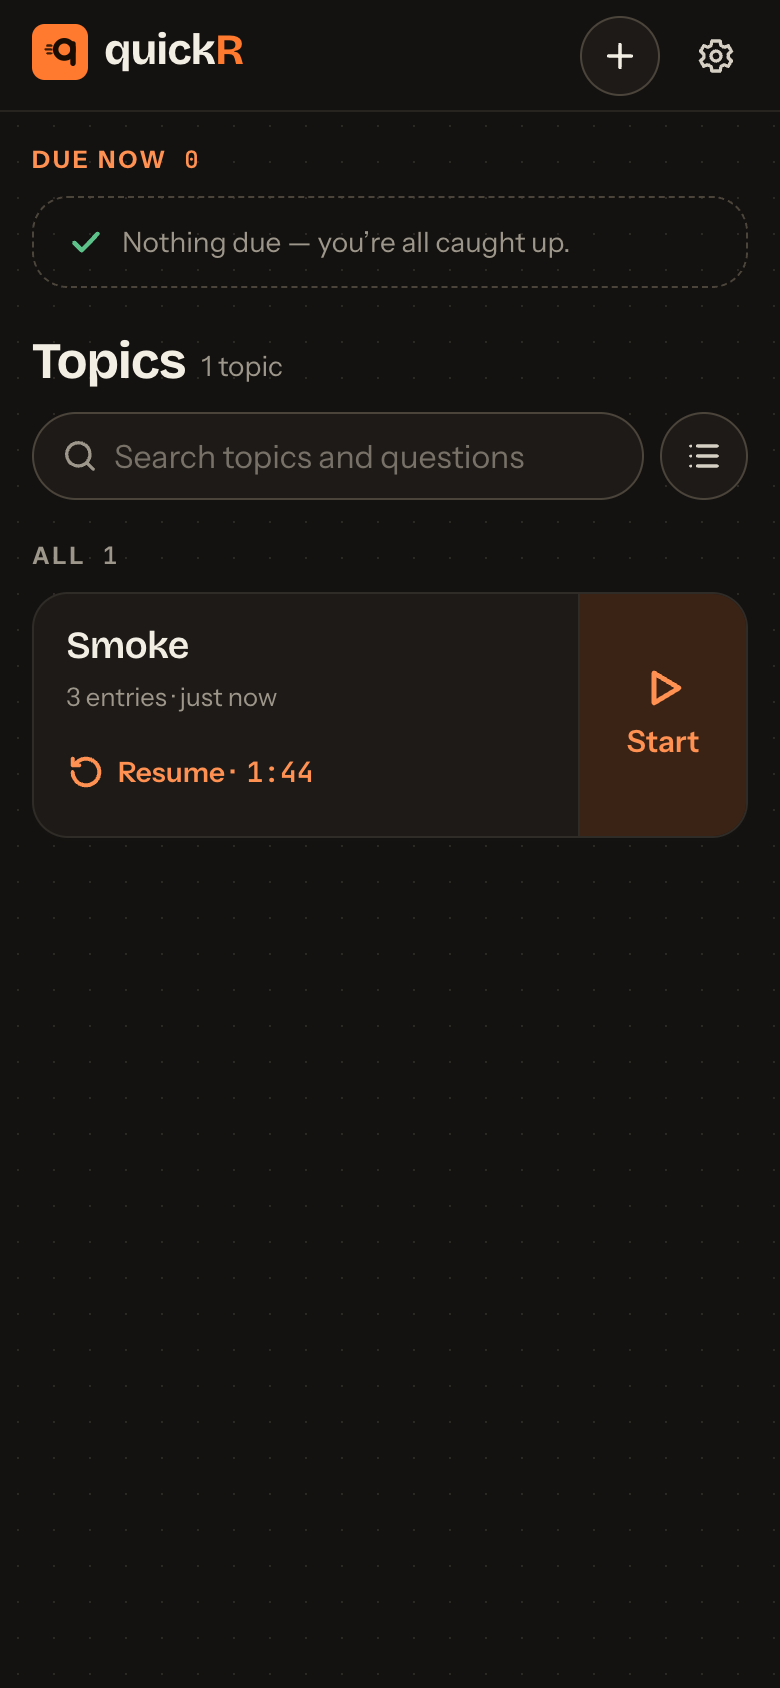 quickR
DUE NOW 0
Nothing due — you’re all caught up.
Topics 1 topic
Search topics and questions
ALL 1
Smoke
3 entries · just now
Resume · 1:44
Start